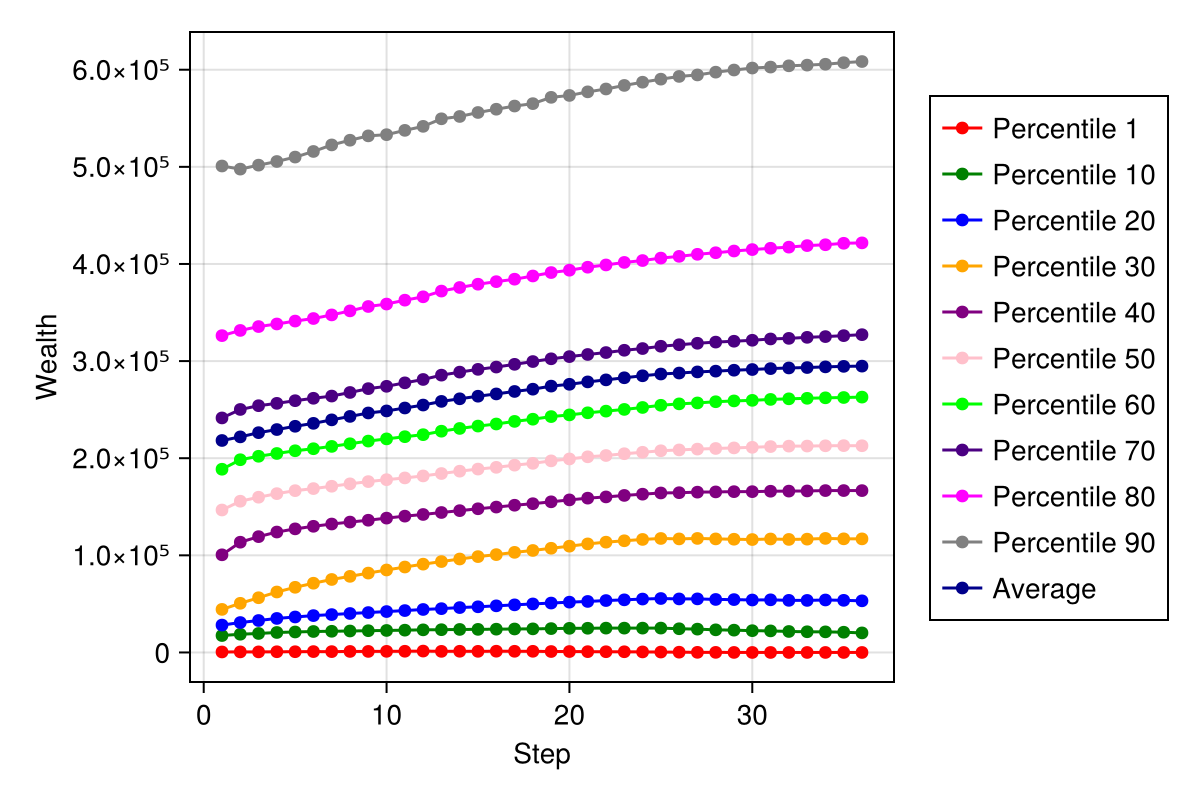 6.0×10⁵
5.0×10⁵
4.0×10⁵
3.0×10⁵
2.0×10⁵
1.0×10⁵
0
Wealth
0 10 20 30
Step
Percentile 1
Percentile 10
Percentile 20
Percentile 30
Percentile 40
Percentile 50
Percentile 60
Percentile 70
Percentile 80
Percentile 90
Average